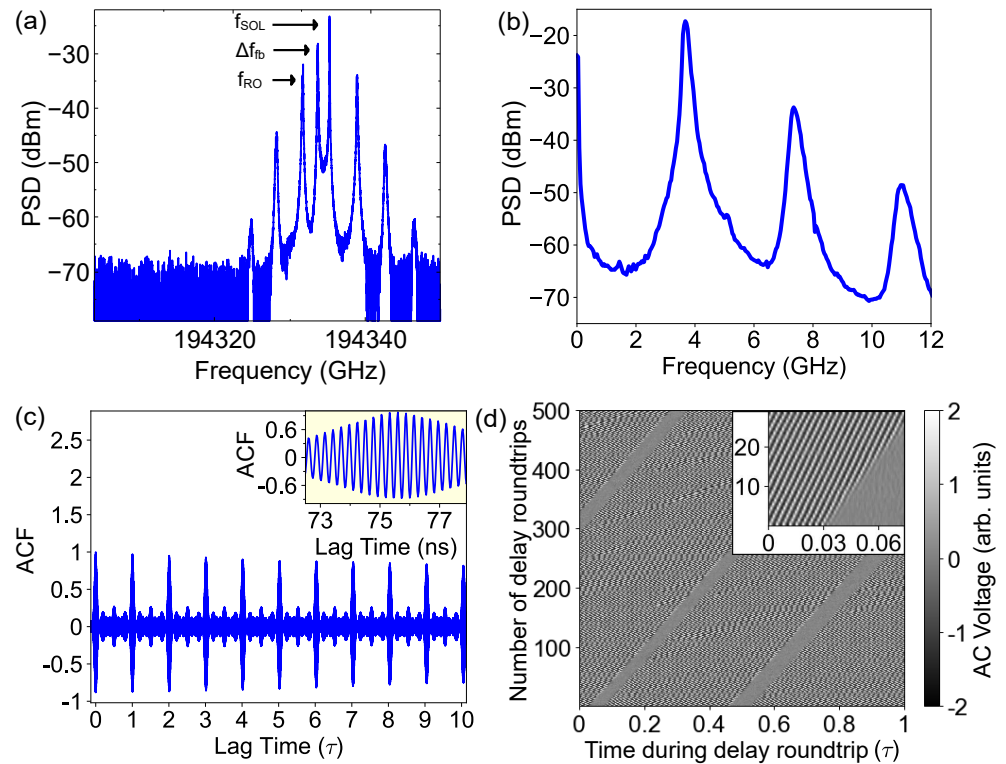 (a)
f_SOL
Δf_fb
f_RO
PSD (dBm)
−30
−40
−50
−60
−70
194320
194340
Frequency (GHz)
(b)
PSD (dBm)
−20
−30
−40
−50
−60
−70
0
2
4
6
8
10
12
Frequency (GHz)
(c)
ACF
2.5
2
1.5
1
0.5
0
-0.5
-1
0 1 2 3 4 5 6 7 8 9 10
Lag Time (τ)
ACF
0.6
0
-0.6
73 75 77
Lag Time (ns)
(d)
Number of delay roundtrips
500
400
300
200
100
0
0 0.2 0.4 0.6 0.8 1
Time during delay roundtrip (τ)
20
10
0 0.03 0.06
2
1
0
-1
-2
AC Voltage (arb. units)